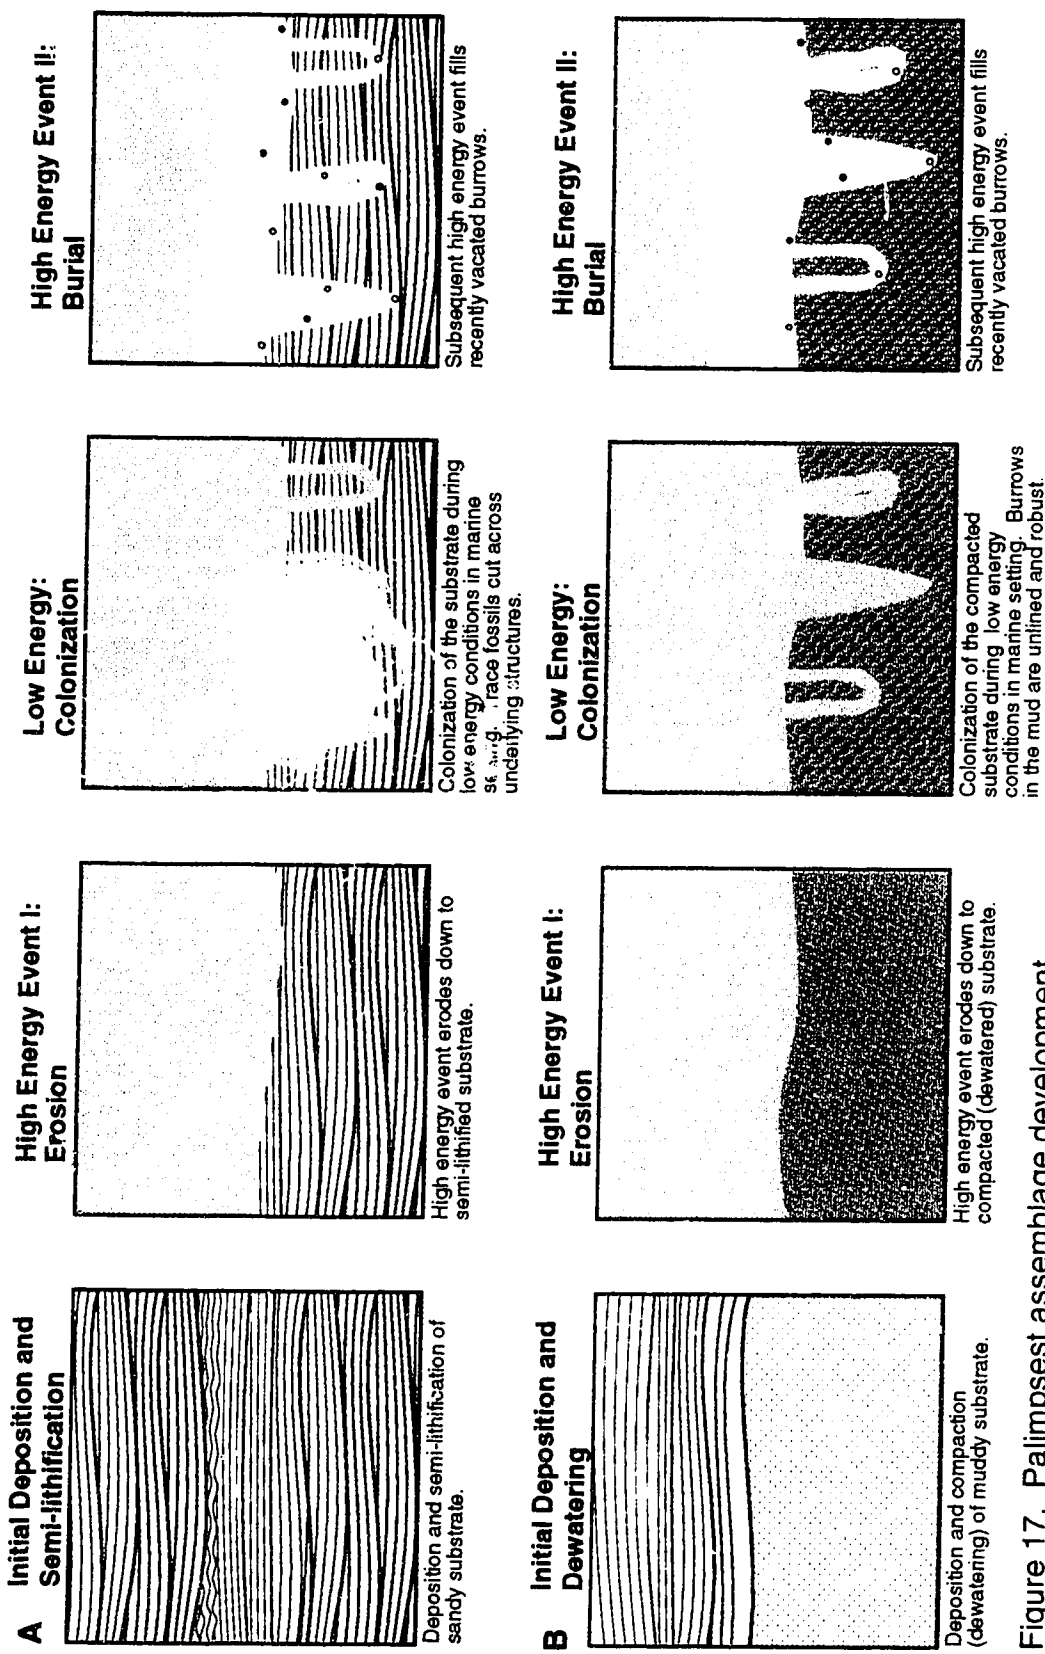 A Initial Deposition and
Semi-lithification
Deposition and semi-lithification of
sandy substrate.
High Energy Event I:
Erosion
High energy event erodes down to
semi-lithified substrate.
Low Energy:
Colonization
Colonization of the substrate during
low energy conditions in marine
race fossils cut across
underlying structures.
High Energy Event II:
Burial
Subsequent high energy event fills
recently vacated burrows.
B Initial Deposition and
Dewatering
Deposition and compaction
(dewatering) of muddy substrate.
High Energy Event I:
Erosion
High energy event erodes down to
compacted (dewatered) substrate.
Low Energy:
Colonization
Colonization of the compacted
substrate during low energy
conditions in marine setting. Burrows
in the mud are unlined and robust.
High Energy Event II:
Burial
Subsequent high energy event fills
recently vacated burrows.
Figure 17. Palimpsest assemblage development